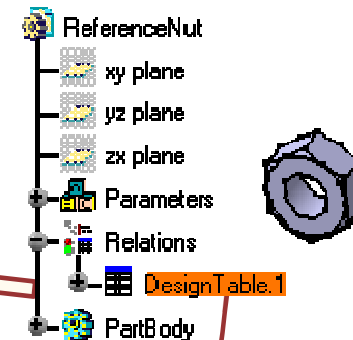 ReferenceNut
xy plane
yz plane
zx plane
Parameters
Relations
DesignTable.1
PartBody